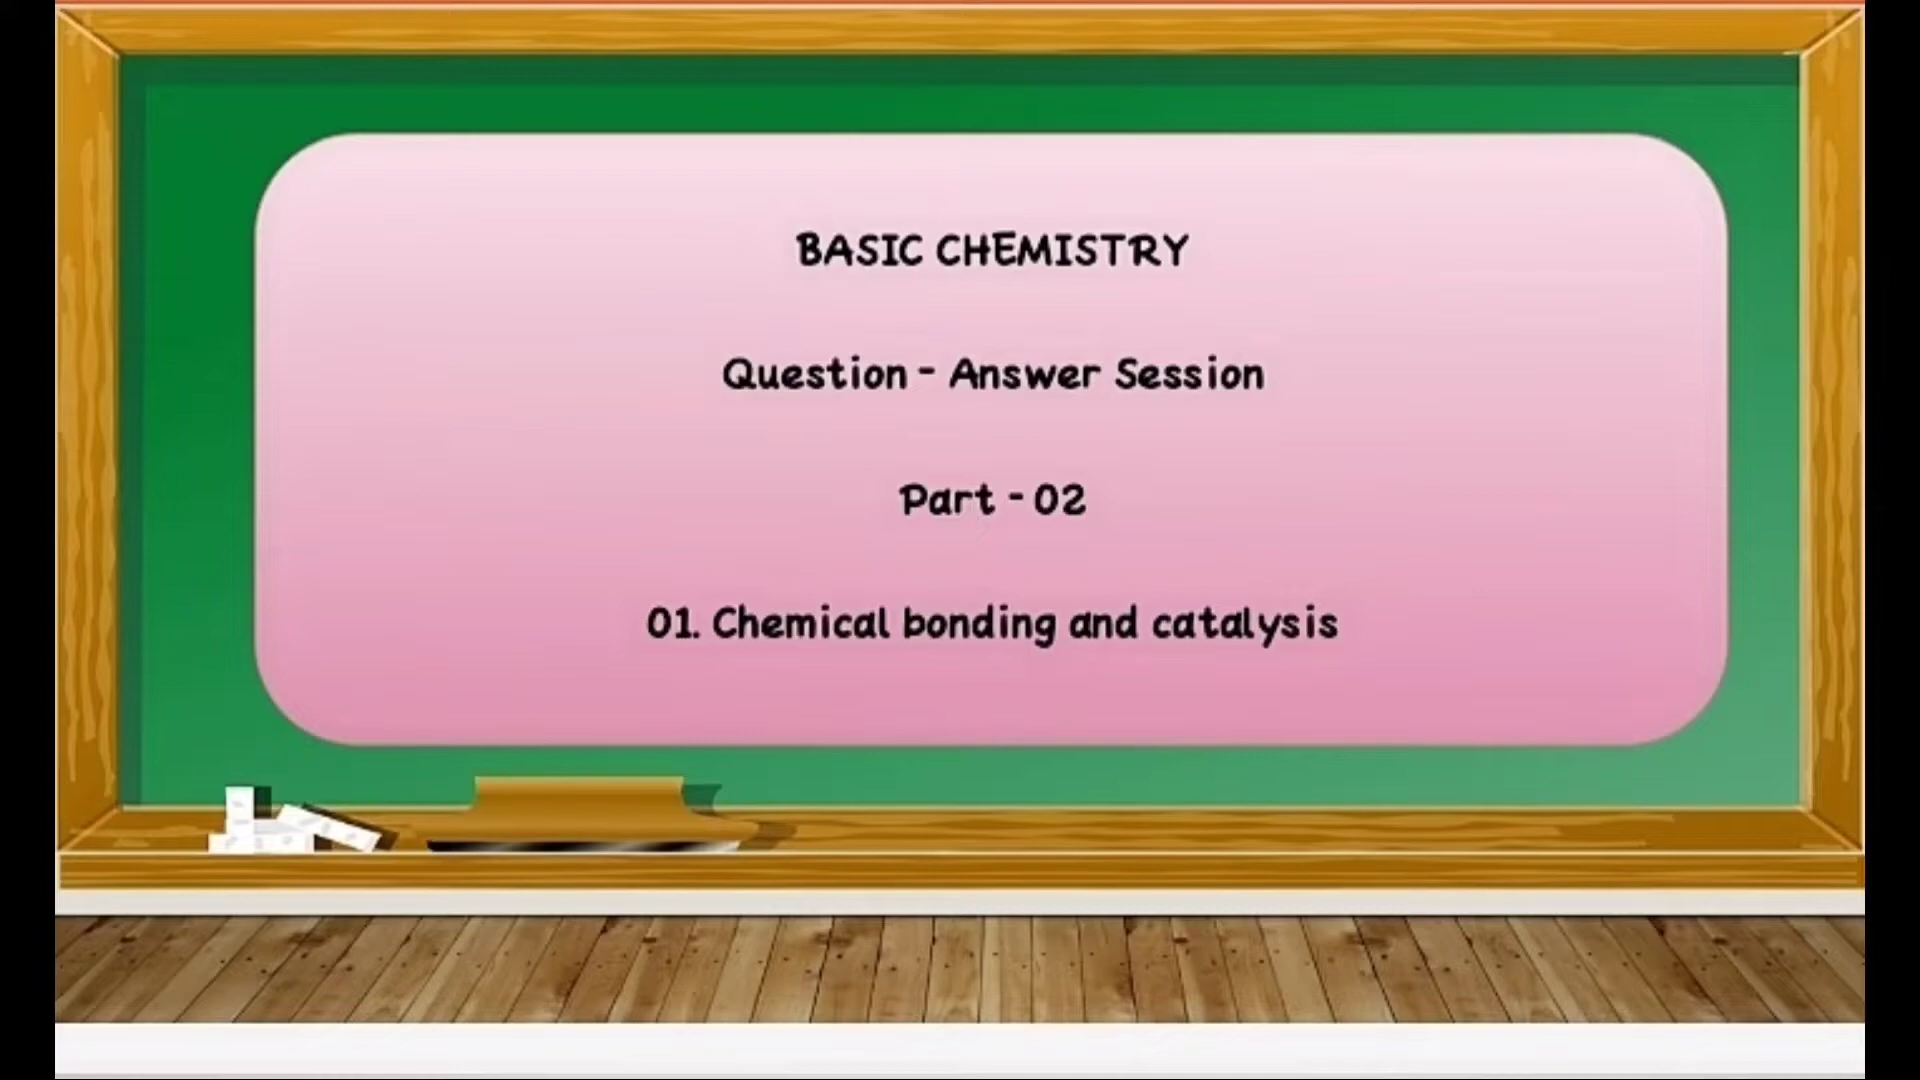 BASIC CHEMISTRY
Question - Answer Session
Part - 02
01. Chemical bonding and catalysis